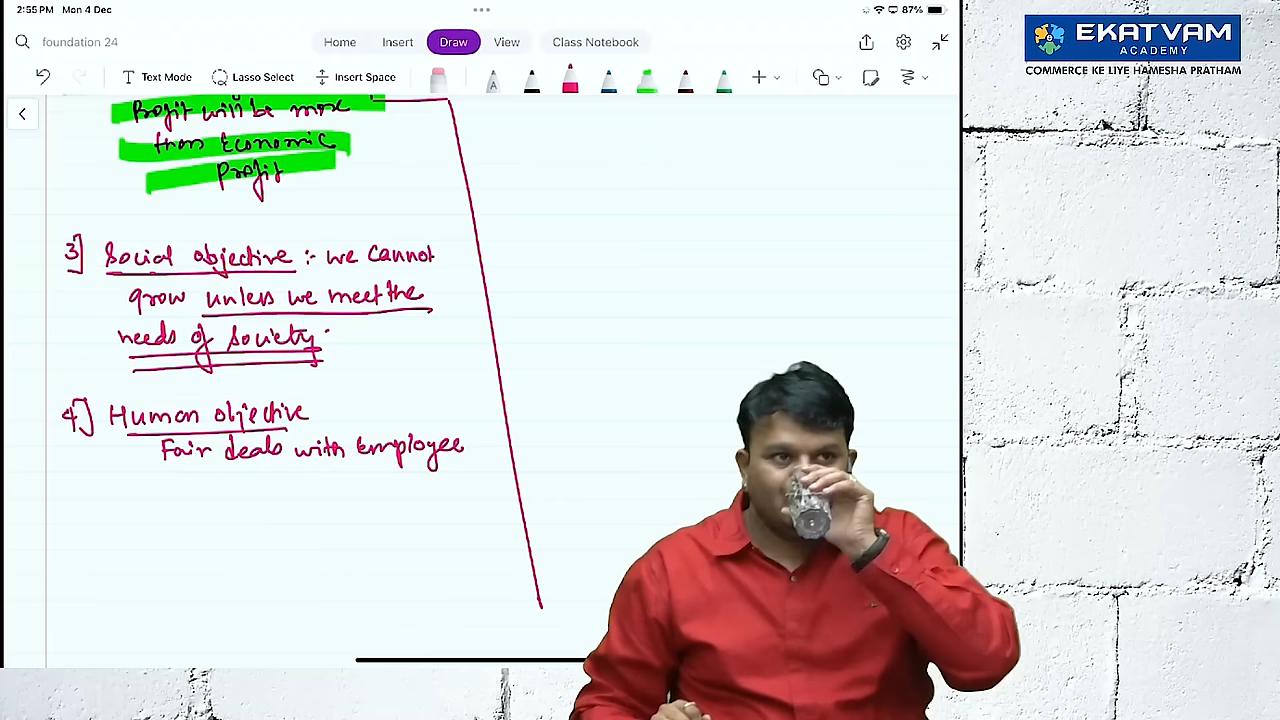 2:55 PM Mon 4 Dec
87%
foundation 24
Home Insert Draw View Class Notebook
Text Mode Lasso Select Insert Space
EKATVAM
ACADEMY
COMMERCE KE LIYE HAMESHA PRATHAM
Profit will be more
from Economic
Profit
3] Social objective :- we cannot
grow unless we meet the
needs of society.
4] Human objective
Fair deals with Employee